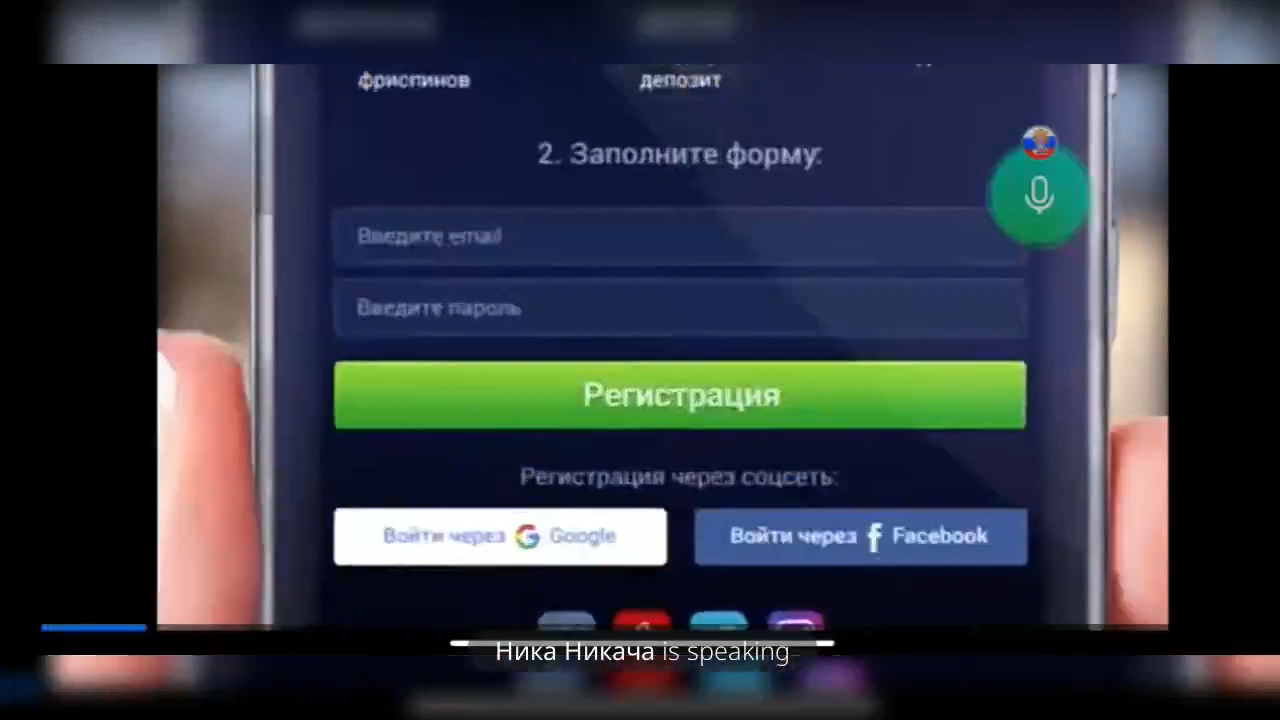 фриспинов
депозит
2. Заполните форму:
Введите email
Введите пароль
Регистрация
Регистрация через соцсеть:
Войти через Google
Войти через Facebook
Ника Никача is speaking